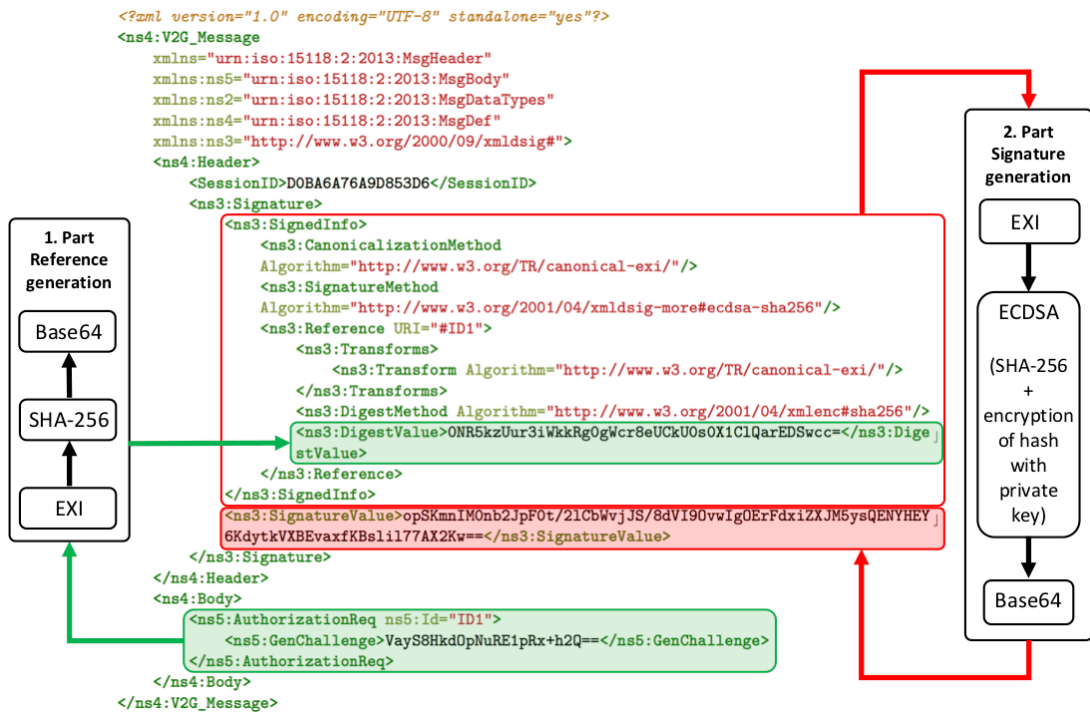 <?xml version="1.0" encoding="UTF-8" standalone="yes"?>
<ns4:V2G_Message
xmlns="urn:iso:15118:2:2013:MsgHeader"
xmlns:ns5="urn:iso:15118:2:2013:MsgBody"
xmlns:ns2="urn:iso:15118:2:2013:MsgDataTypes"
xmlns:ns4="urn:iso:15118:2:2013:MsgDef"
xmlns:ns3="http://www.w3.org/2000/09/xmldsig#">
<ns4:Header>
<SessionID>D0BA6A76A9D853D6</SessionID>
<ns3:Signature>
<ns3:SignedInfo>
<ns3:CanonicalizationMethod
Algorithm="http://www.w3.org/TR/canonical-exi/"/>
<ns3:SignatureMethod
Algorithm="http://www.w3.org/2001/04/xmldsig-more#ecdsa-sha256"/>
<ns3:Reference URI="#ID1">
<ns3:Transforms>
<ns3:Transform Algorithm="http://www.w3.org/TR/canonical-exi/"/>
</ns3:Transforms>
<ns3:DigestMethod Algorithm="http://www.w3.org/2001/04/xmlenc#sha256"/>
<ns3:DigestValue>ONR5kzUur3iWkkRgOgWcr8eUCkU0s0X1ClQarEDSwcc=</ns3:Dige
stValue>
</ns3:Reference>
</ns3:SignedInfo>
<ns3:SignatureValue>opSKmnIMOnb2JpFOt/2lCbWvjJS/8dVI9OvwIgOErFdxiZXJM5ysQENYHEY
6KdytkVXBEvaxfKBslil77AX2Kw==</ns3:SignatureValue>
</ns3:Signature>
</ns4:Header>
<ns4:Body>
<ns5:AuthorizationReq ns5:Id="ID1">
<ns5:GenChallenge>VayS8HkdOpNuRE1pRx+h2Q==</ns5:GenChallenge>
</ns5:AuthorizationReq>
</ns4:Body>
</ns4:V2G_Message>
1. Part
Reference
generation
Base64
SHA-256
EXI
2. Part
Signature
generation
EXI
ECDSA
(SHA-256
+
encryption
of hash
with
private
key)
Base64